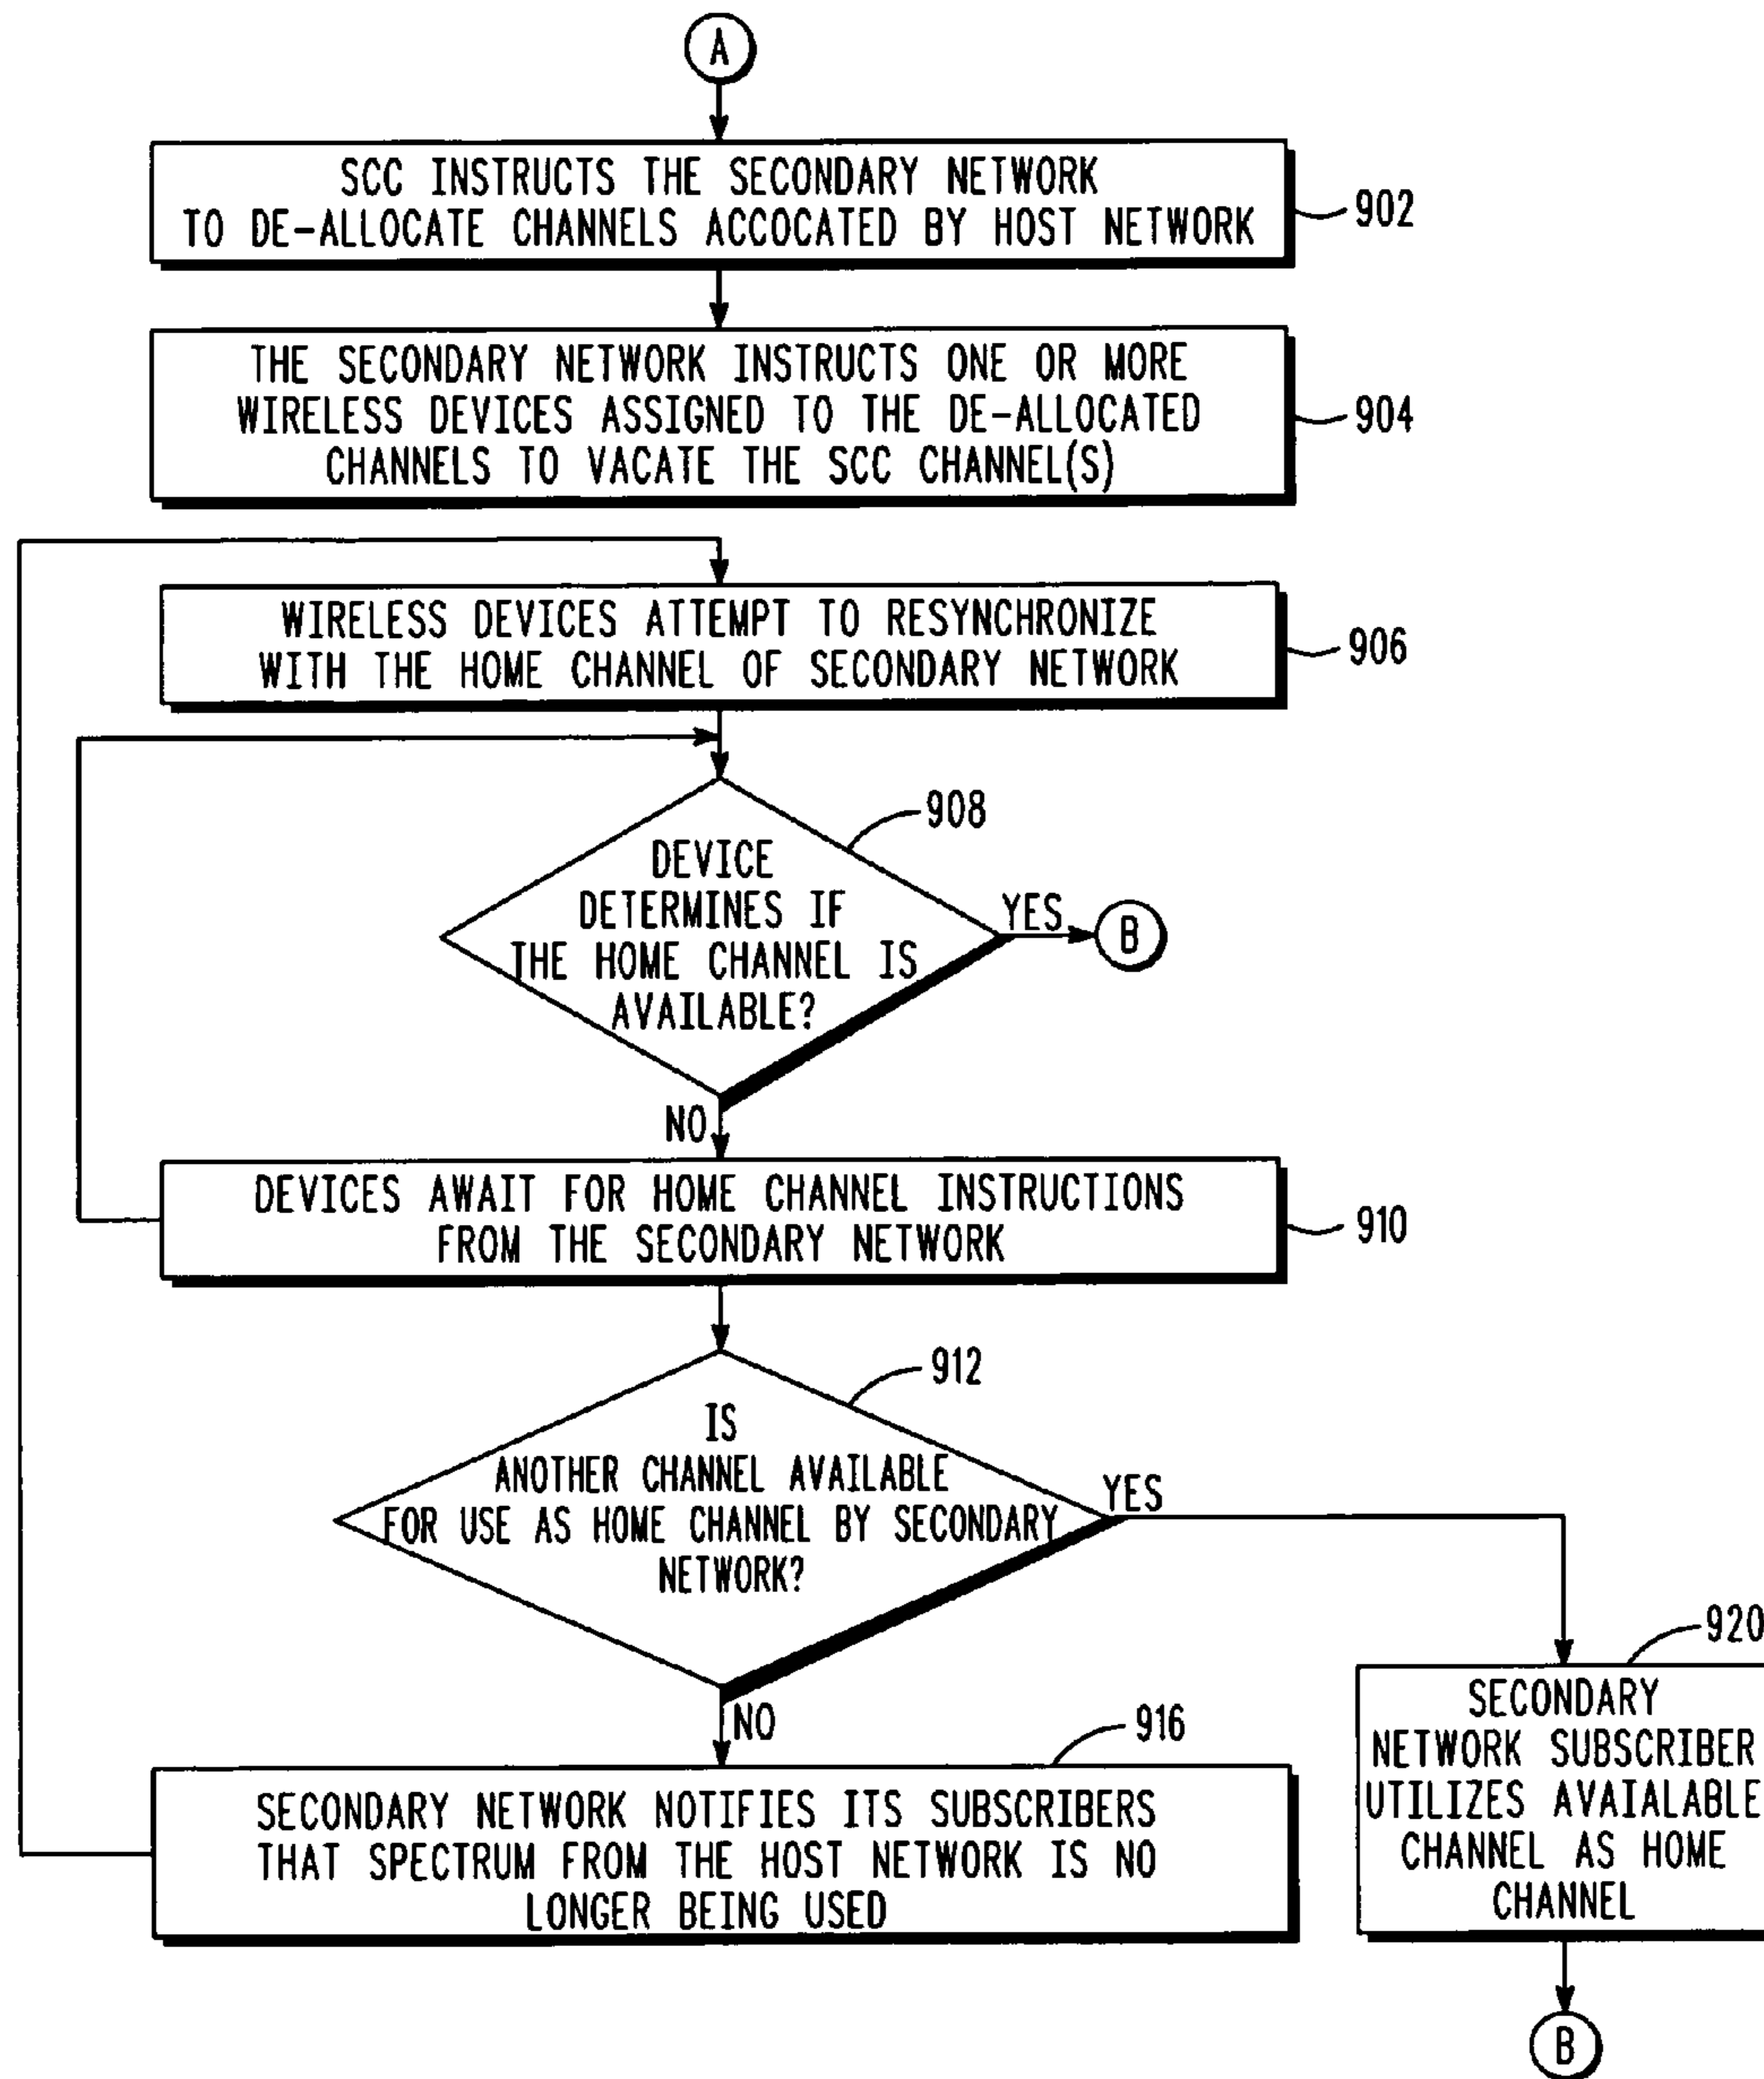 A
SCC INSTRUCTS THE SECONDARY NETWORK
TO DE-ALLOCATE CHANNELS ACCOCATED BY HOST NETWORK
902
THE SECONDARY NETWORK INSTRUCTS ONE OR MORE
WIRELESS DEVICES ASSIGNED TO THE DE-ALLOCATED
CHANNELS TO VACATE THE SCC CHANNEL(S)
904
WIRELESS DEVICES ATTEMPT TO RESYNCHRONIZE
WITH THE HOME CHANNEL OF SECONDARY NETWORK
906
908
DEVICE
DETERMINES IF
THE HOME CHANNEL IS
AVAILABLE?
YES
B
NO
DEVICES AWAIT FOR HOME CHANNEL INSTRUCTIONS
FROM THE SECONDARY NETWORK
910
912
IS
ANOTHER CHANNEL AVAILABLE
FOR USE AS HOME CHANNEL BY SECONDARY
NETWORK?
YES
NO
916
SECONDARY NETWORK NOTIFIES ITS SUBSCRIBERS
THAT SPECTRUM FROM THE HOST NETWORK IS NO
LONGER BEING USED
920
SECONDARY
NETWORK SUBSCRIBER
UTILIZES AVAIALABLE
CHANNEL AS HOME
CHANNEL
B